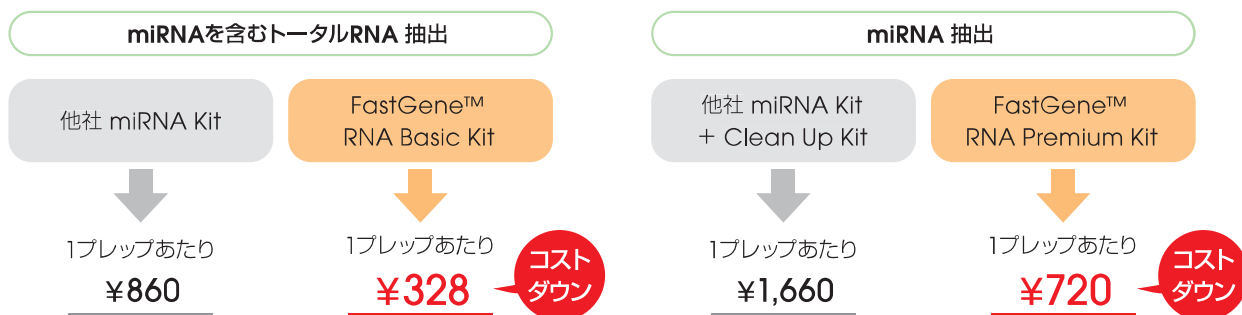 miRNAを含むトータルRNA 抽出
他社 miRNA Kit
FastGene™
RNA Basic Kit
1プレップあたり
¥860
1プレップあたり
¥328
コスト
ダウン
miRNA 抽出
他社 miRNA Kit
+ Clean Up Kit
FastGene™
RNA Premium Kit
1プレップあたり
¥1,660
1プレップあたり
¥720
コスト
ダウン